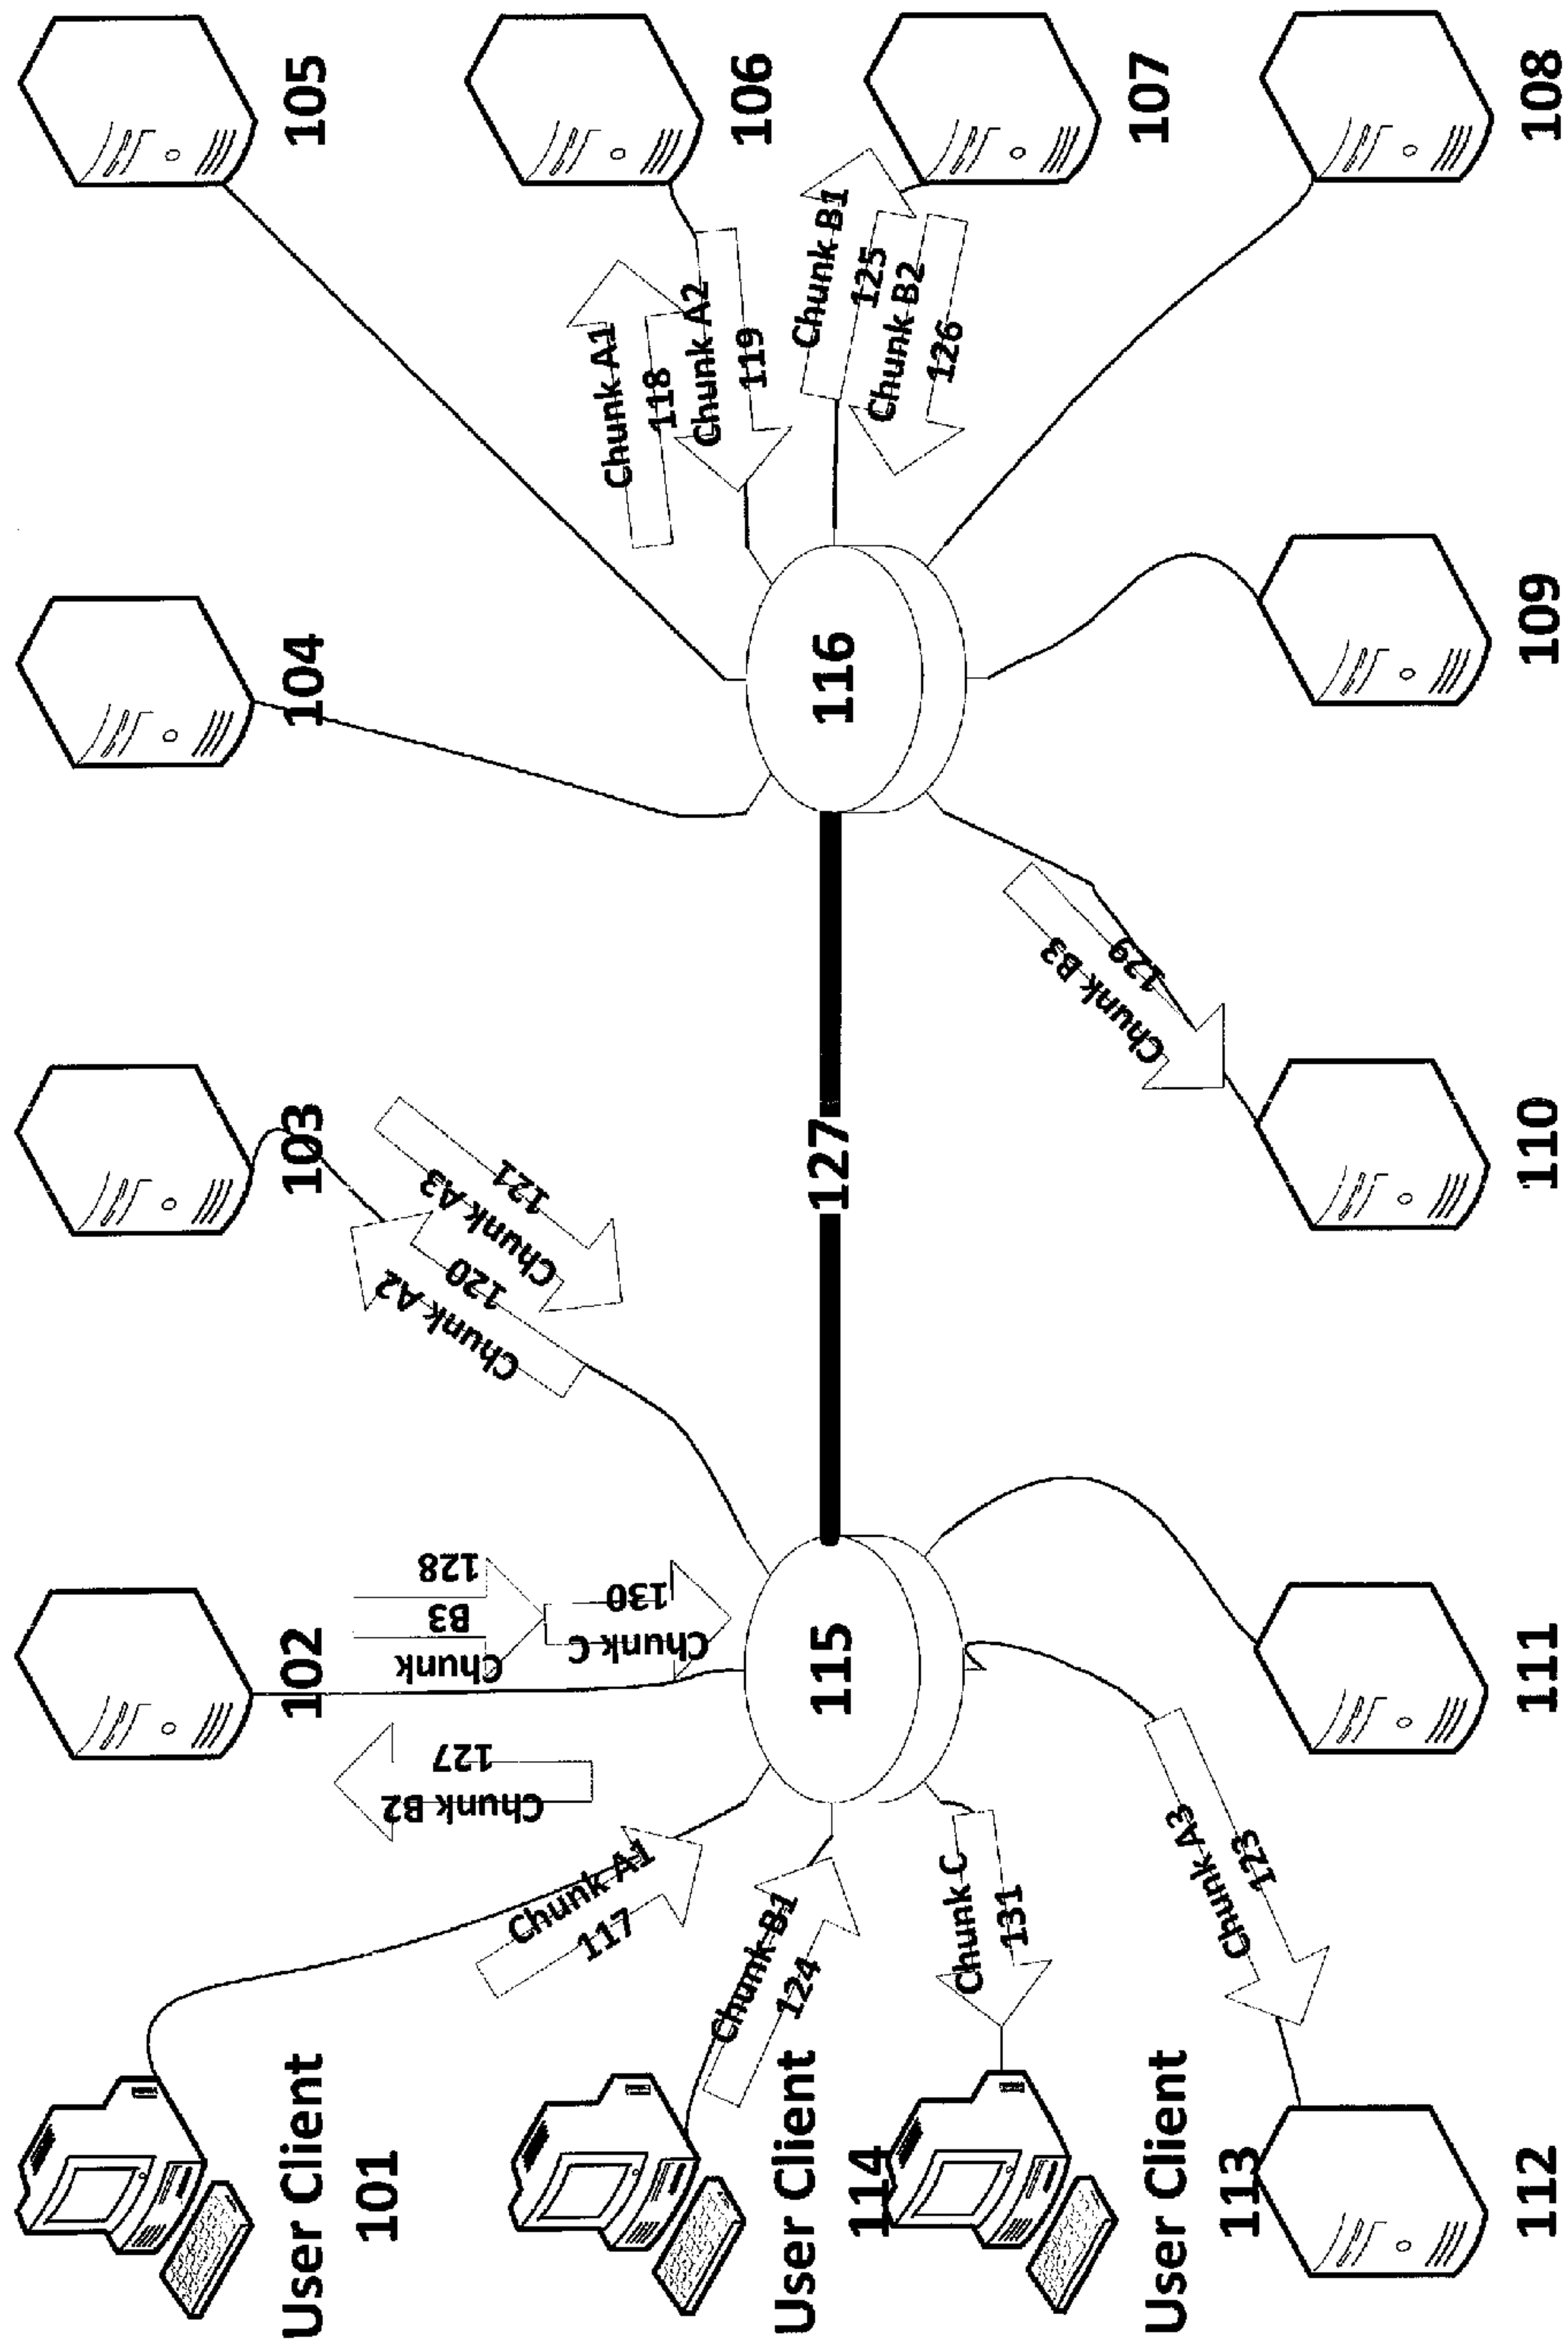 User Client
101
102
103
104
105
Chunk B2
127
Chunk
B3
128
Chunk C
130
Chunk A2
120
Chunk A3
121
Chunk A1
117
Chunk A1
118
Chunk A2
119
106
User Client
114
Chunk B1
124
115
127
116
Chunk B1
125
Chunk B2
126
107
User Client
113
Chunk C
131
Chunk A3
123
Chunk B3
129
112
111
110
109
108